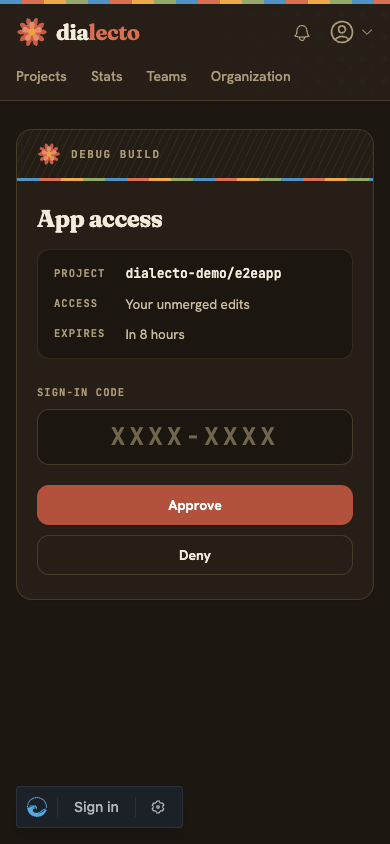 dialecto
Projects Stats Teams Organization
DEBUG BUILD
App access
PROJECT dialecto-demo/e2eapp
ACCESS Your unmerged edits
EXPIRES In 8 hours
SIGN-IN CODE
XXXX-XXXX
Approve
Deny
Sign in